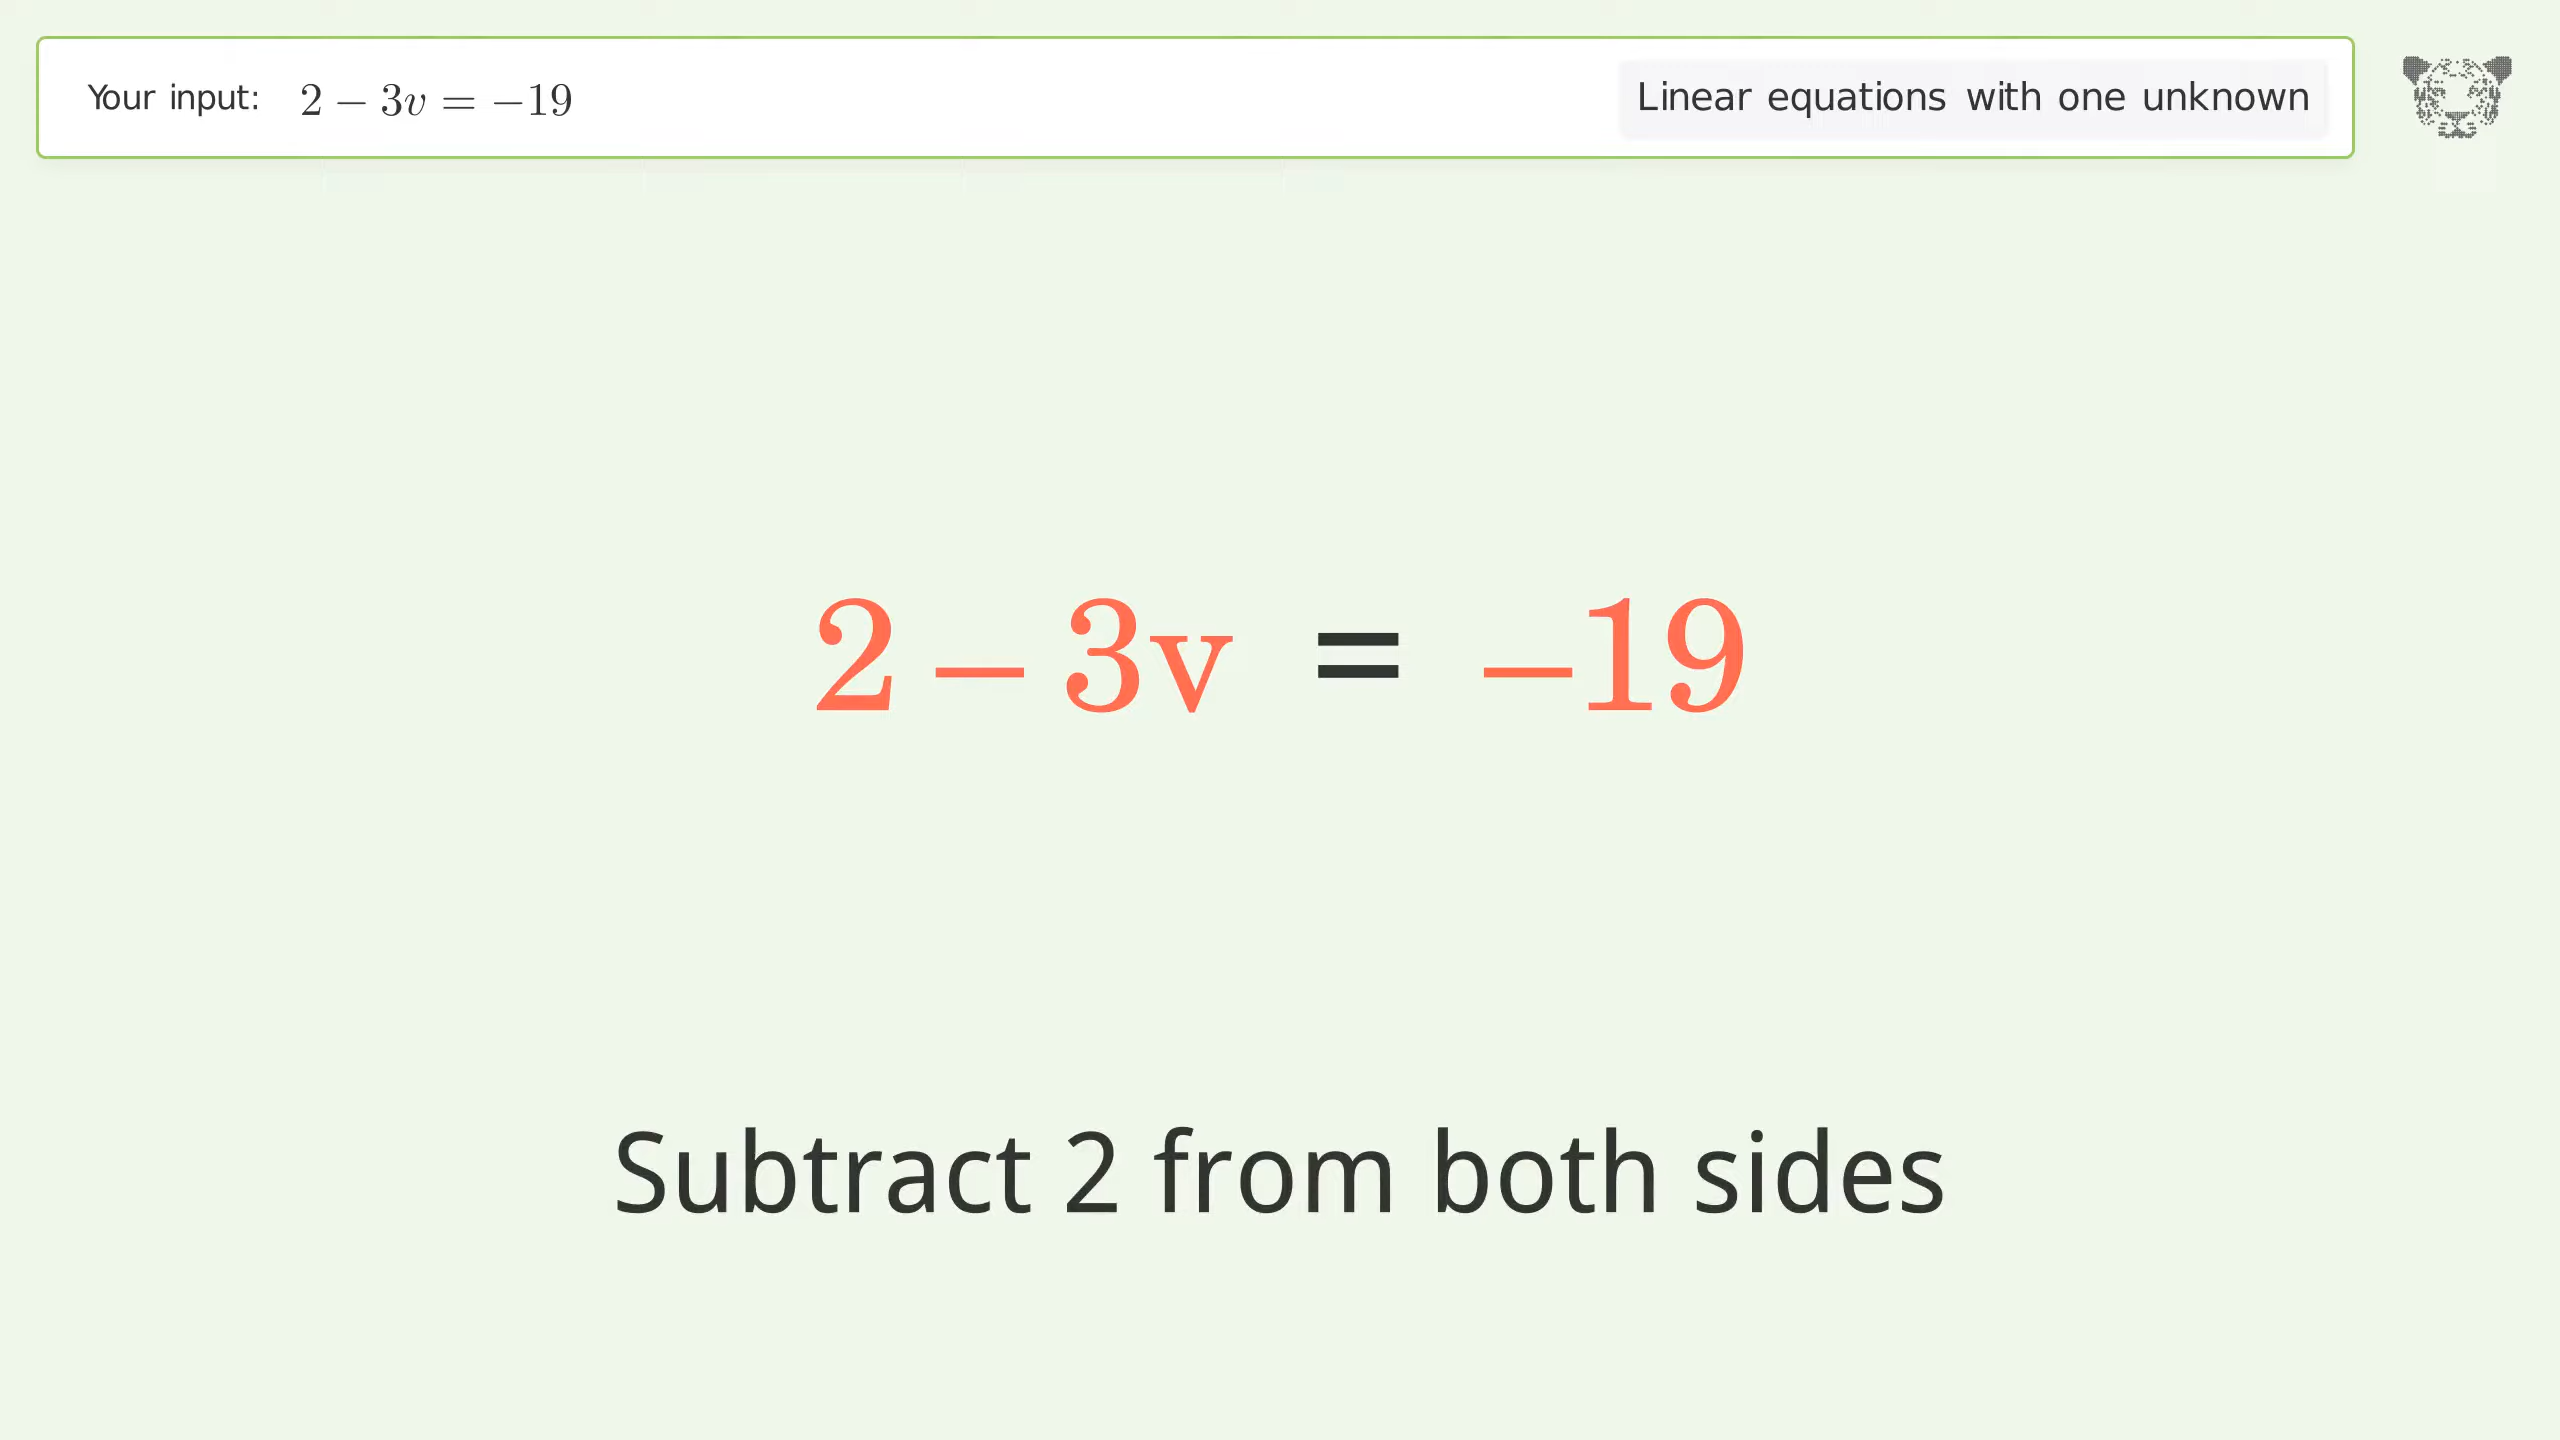 Your input: 2 − 3v = −19 Linear equations with one unknown
2 − 3v = −19
Subtract 2 from both sides